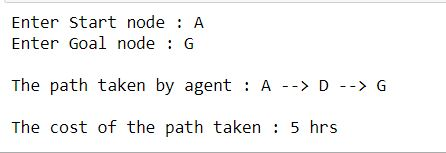 Enter Start node : A
Enter Goal node : G
The path taken by agent : A --> D --> G
The cost of the path taken : 5 hrs